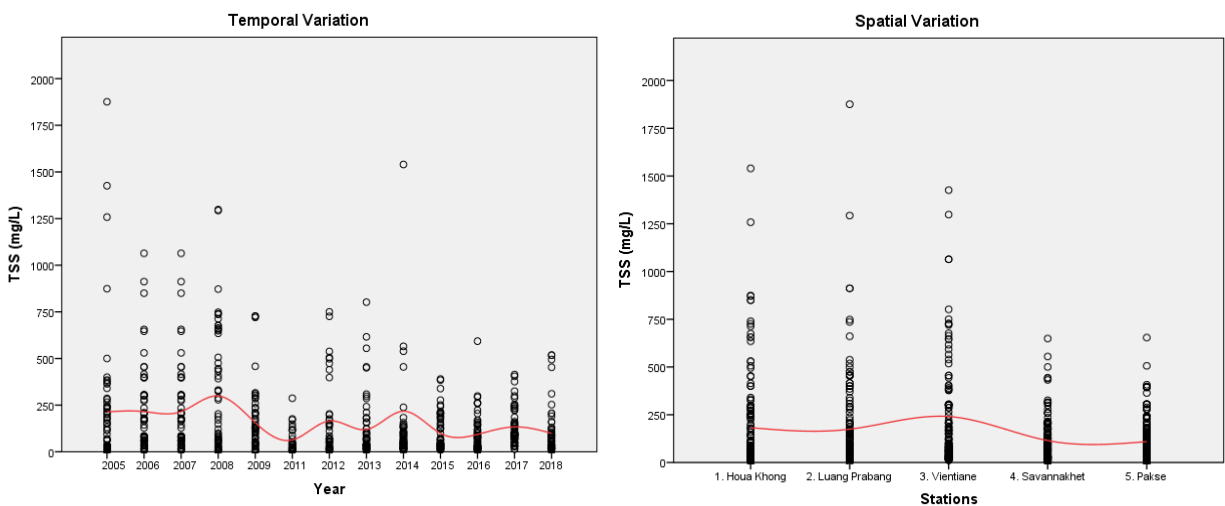 Temporal Variation
TSS (mg/L)
2000
1750
1500
1250
1000
750
500
250
0
2005 2006 2007 2008 2009 2011 2012 2013 2014 2015 2016 2017 2018
Year
Spatial Variation
TSS (mg/L)
2000
1750
1500
1250
1000
750
500
250
0
1. Houa Khong 2. Luang Prabang 3. Vientiane 4. Savannakhet 5. Pakse
Stations